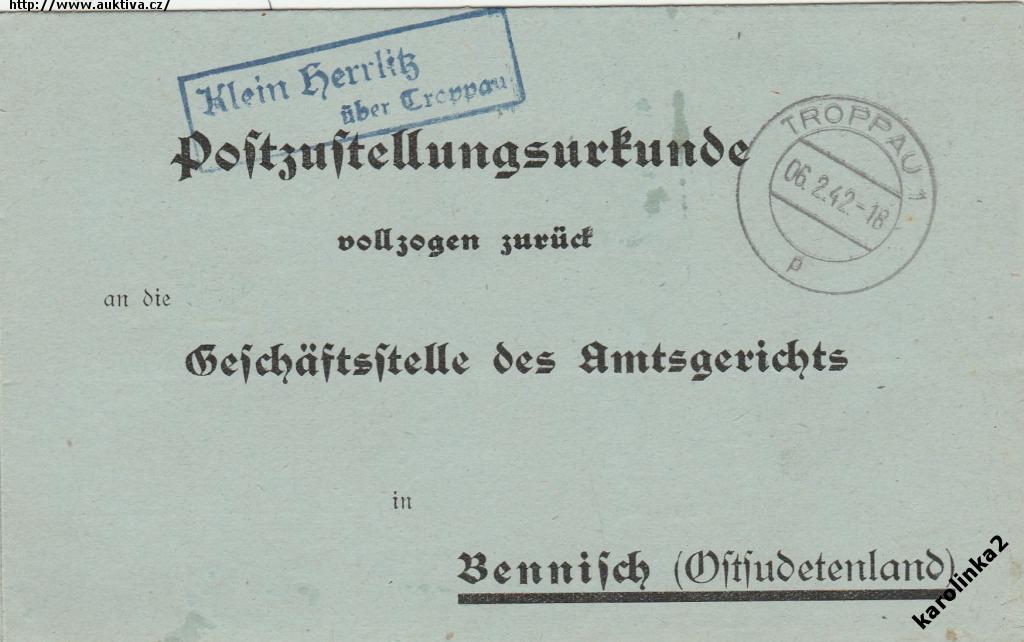 http://www.auktiva.cz/
Klein Herrlitz
über Troppau
Postzustellungsurkunde
TROPPAU 1
06.2.42.-18
p
vollzogen zurück
an die
Geschäftsstelle des Amtsgerichts
in
Bennisch (Ostsudetenland).
karolinka2